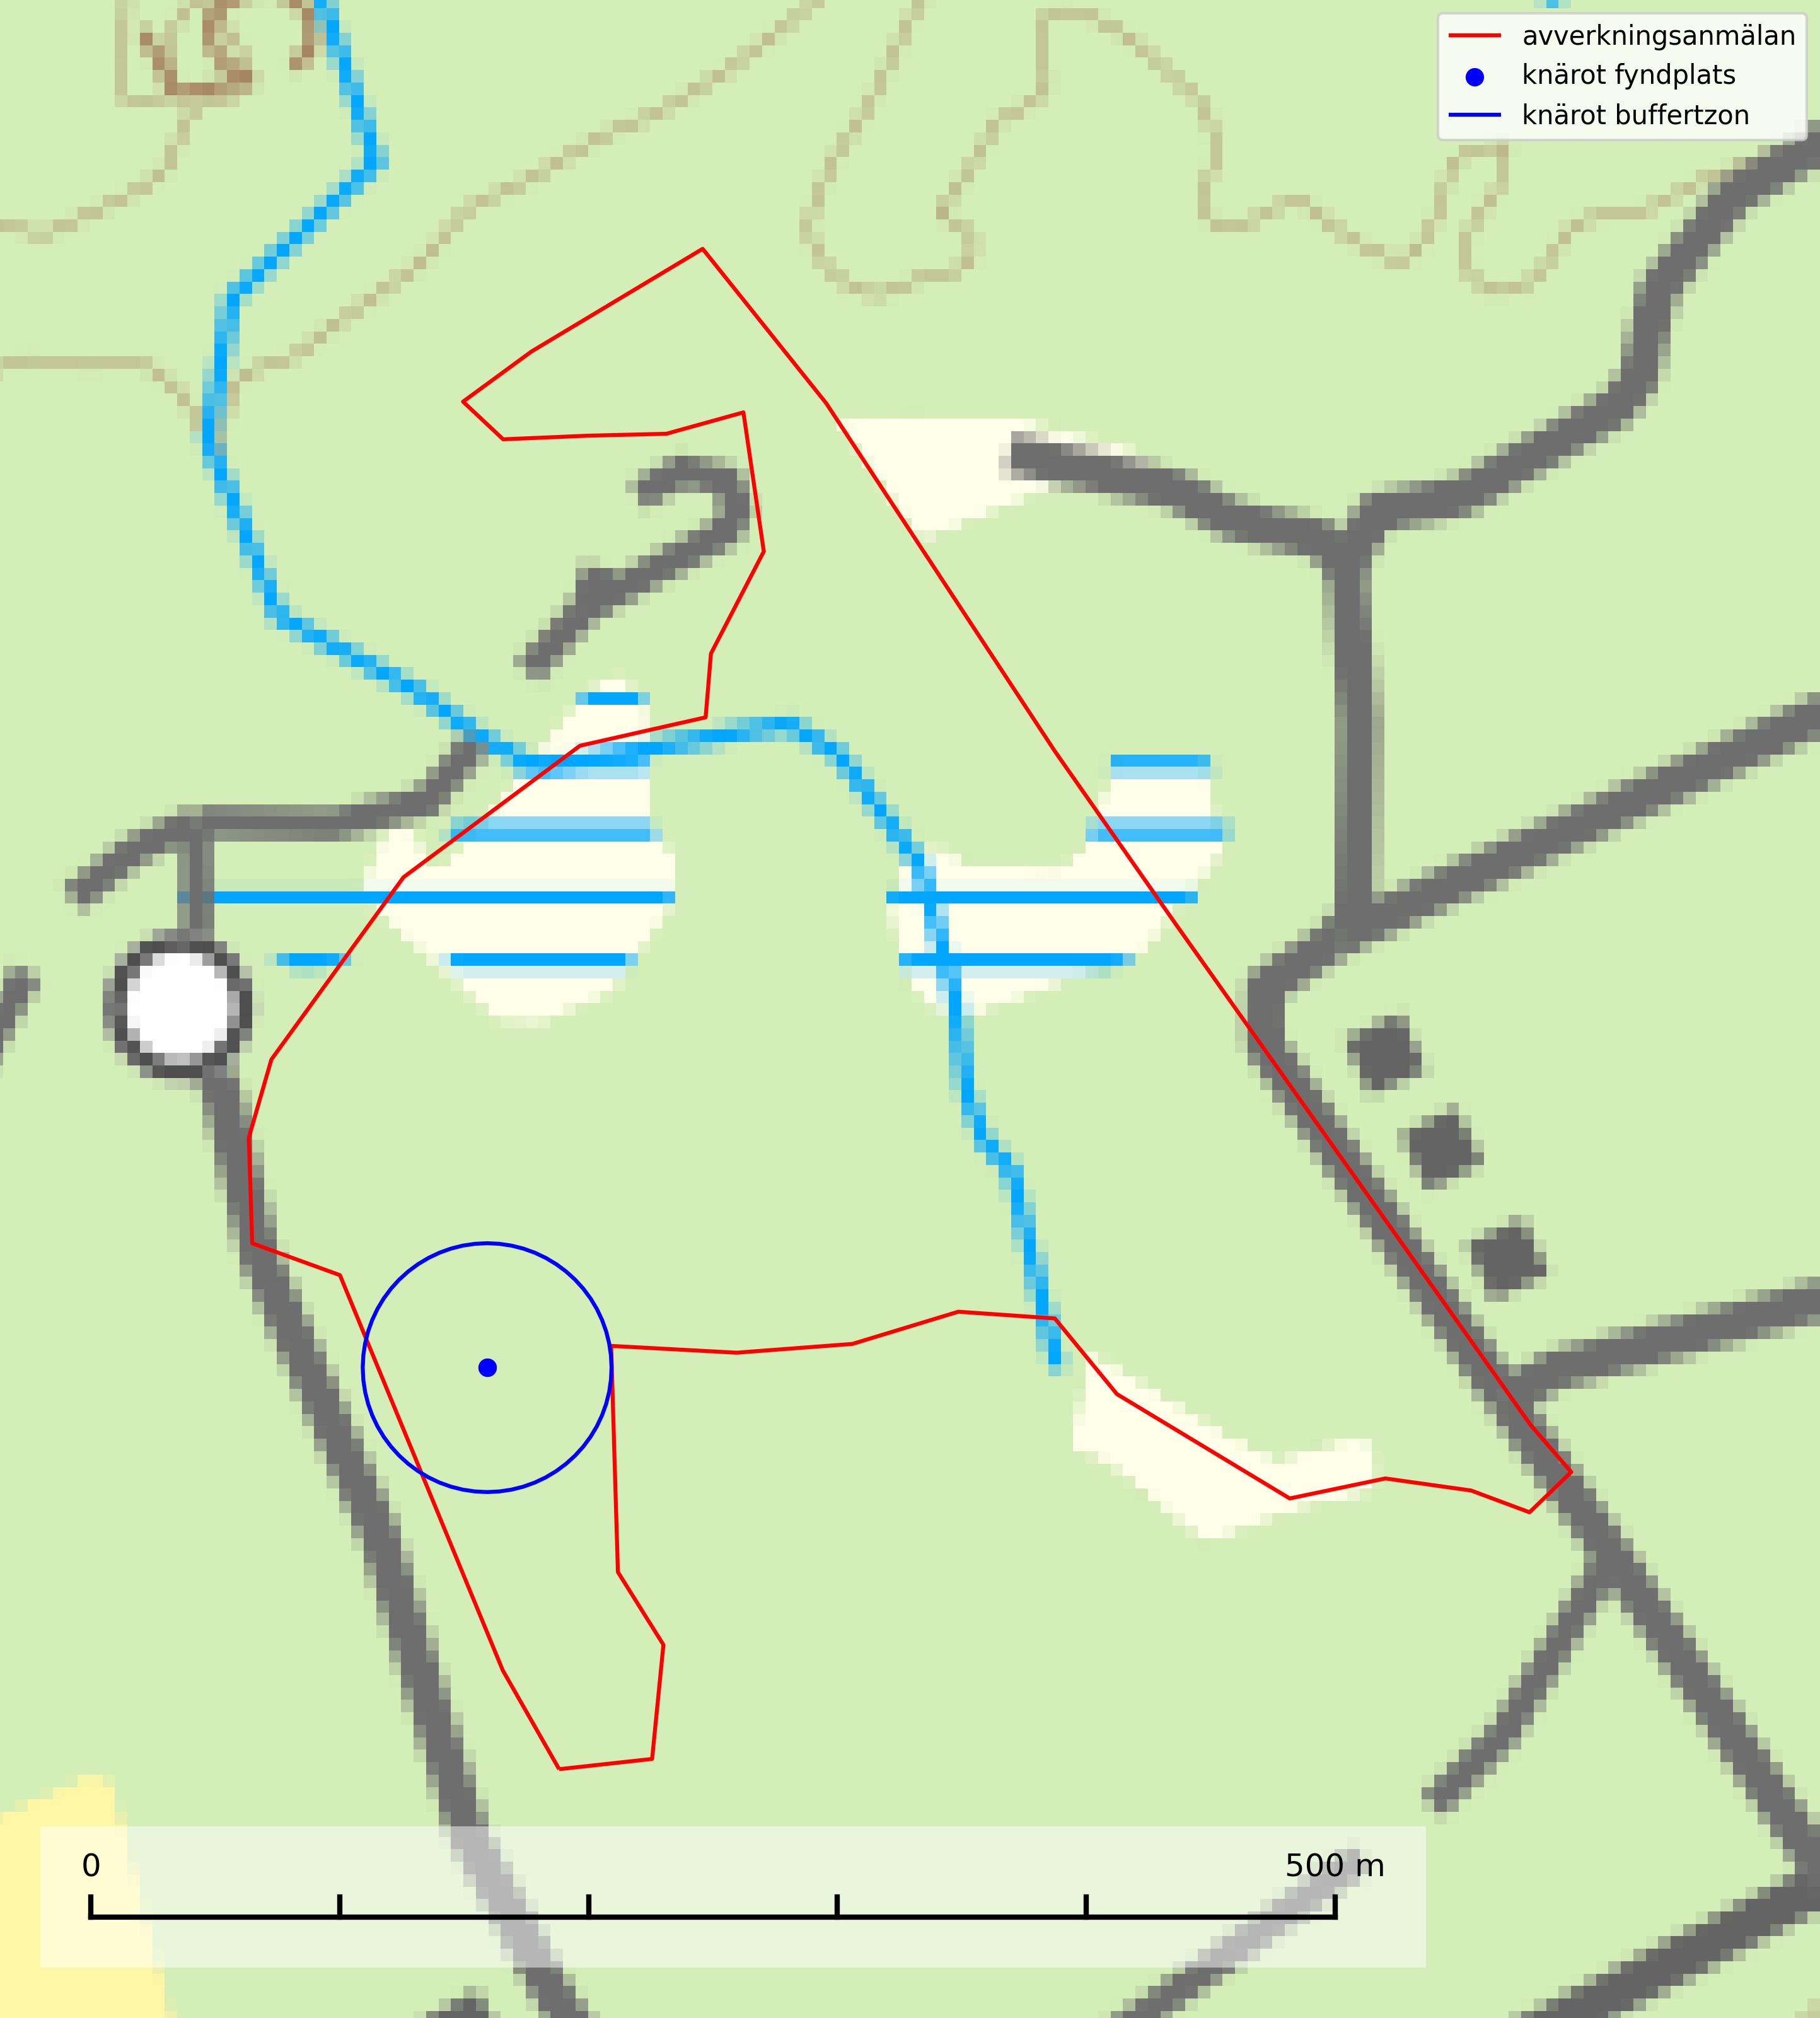 avverkningsanmälan
knärot fyndplats
knärot buffertzon
0 500 m